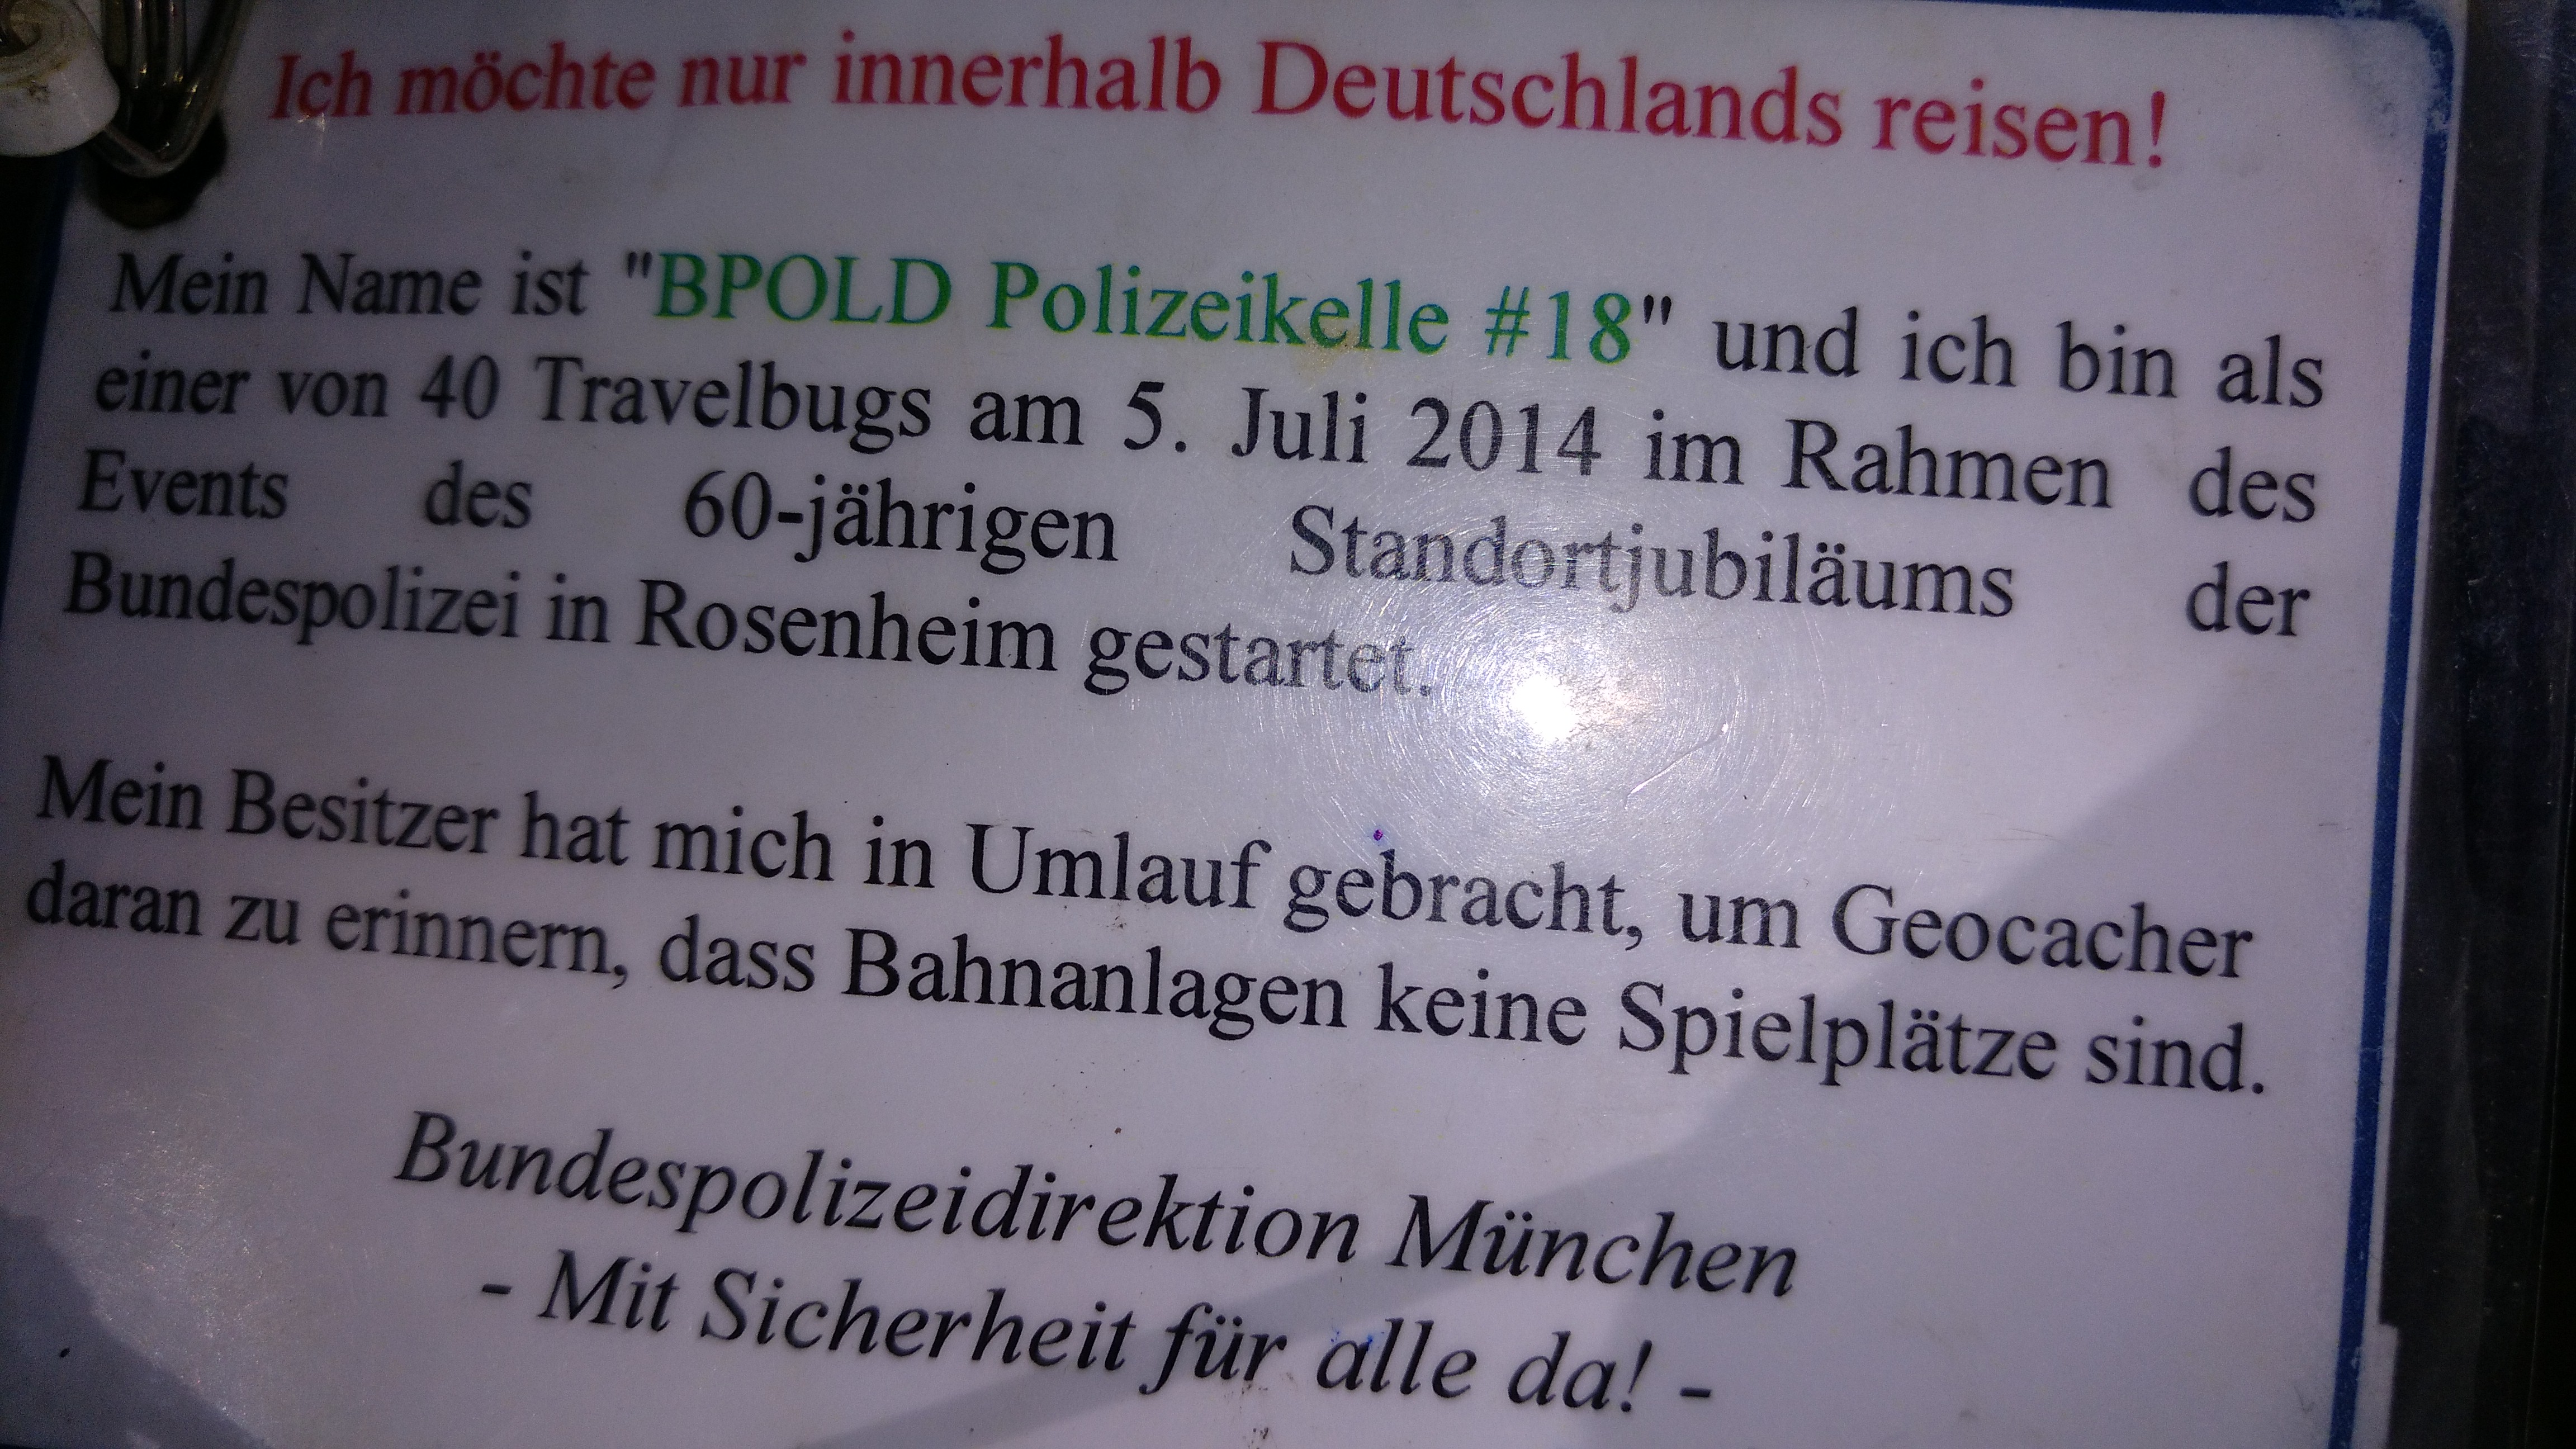 Ich möchte nur innerhalb Deutschlands reisen!
Mein Name ist "BPOLD Polizeikelle #18" und ich bin als
einer von 40 Travelbugs am 5. Juli 2014 im Rahmen des
Events des 60-jährigen Standortjubiläums der
Bundespolizei in Rosenheim gestartet.
Mein Besitzer hat mich in Umlauf gebracht, um Geocacher
daran zu erinnern, dass Bahnanlagen keine Spielplätze sind.
Bundespolizeidirektion München
- Mit Sicherheit für alle da! -